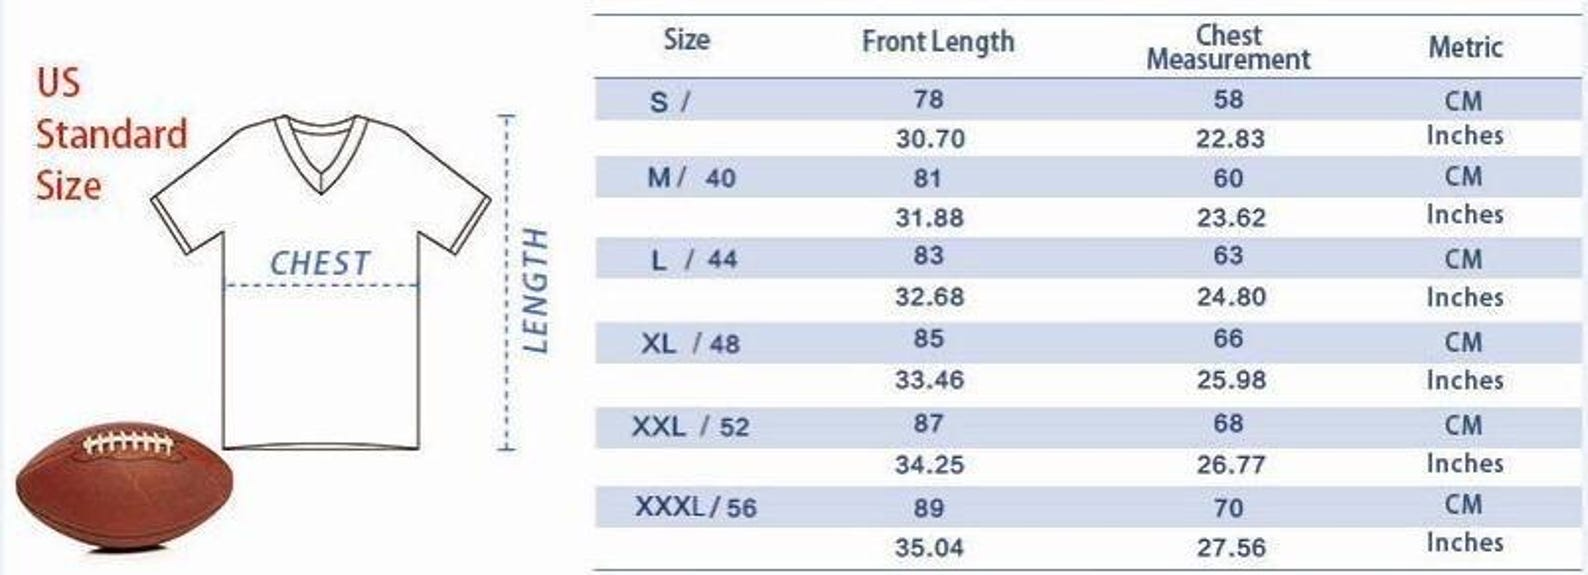 US
Standard
Size
CHEST
LENGTH
Size Front Length Chest Measurement Metric
S / 78 58 CM
30.70 22.83 Inches
M / 40 81 60 CM
31.88 23.62 Inches
L / 44 83 63 CM
32.68 24.80 Inches
XL / 48 85 66 CM
33.46 25.98 Inches
XXL / 52 87 68 CM
34.25 26.77 Inches
XXXL / 56 89 70 CM
35.04 27.56 Inches